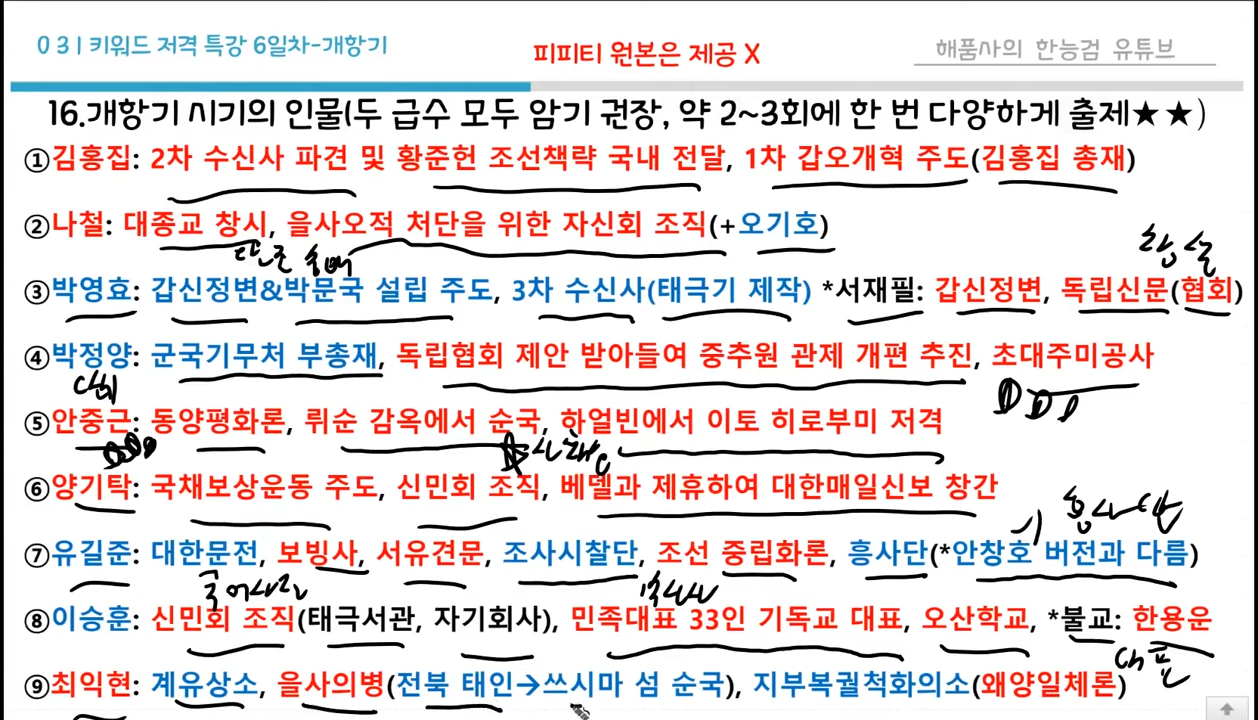 03 | 키워드 저격 특강 6일차-개항기
피피티 원본은 제공 X
해품사의 한능검 유튜브
16.개항기 시기의 인물(두 급수 모두 암기 권장, 약 2~3회에 한 번 다양하게 출제★★)
①김홍집: 2차 수신사 파견 및 황준헌 조선책략 국내 전달, 1차 갑오개혁 주도(김홍집 총재)
②나철: 대종교 창시, 을사오적 처단을 위한 자신회 조직(+오기호)
단군 숭배
창설
③박영효: 갑신정변&박문국 설립 주도, 3차 수신사(태극기 제작) *서재필: 갑신정변, 독립신문(협회)
④박정양: 군국기무처 부총재, 독립협회 제안 받아들여 중추원 관제 개편 추진, 초대주미공사
⑤안중근: 동양평화론, 뤼순 감옥에서 순국, 하얼빈에서 이토 히로부미 저격
⑥양기탁: 국채보상운동 주도, 신민회 조직, 베델과 제휴하여 대한매일신보 창간
흥사단
⑦유길준: 대한문전, 보빙사, 서유견문, 조사시찰단, 조선 중립화론, 흥사단(*안창호 버전과 다름)
⑧이승훈: 신민회 조직(태극서관, 자기회사), 민족대표 33인 기독교 대표, 오산학교, *불교: 한용운
대표
⑨최익현: 계유상소, 을사의병(전북 태인→쓰시마 섬 순국), 지부복궐척화의소(왜양일체론)